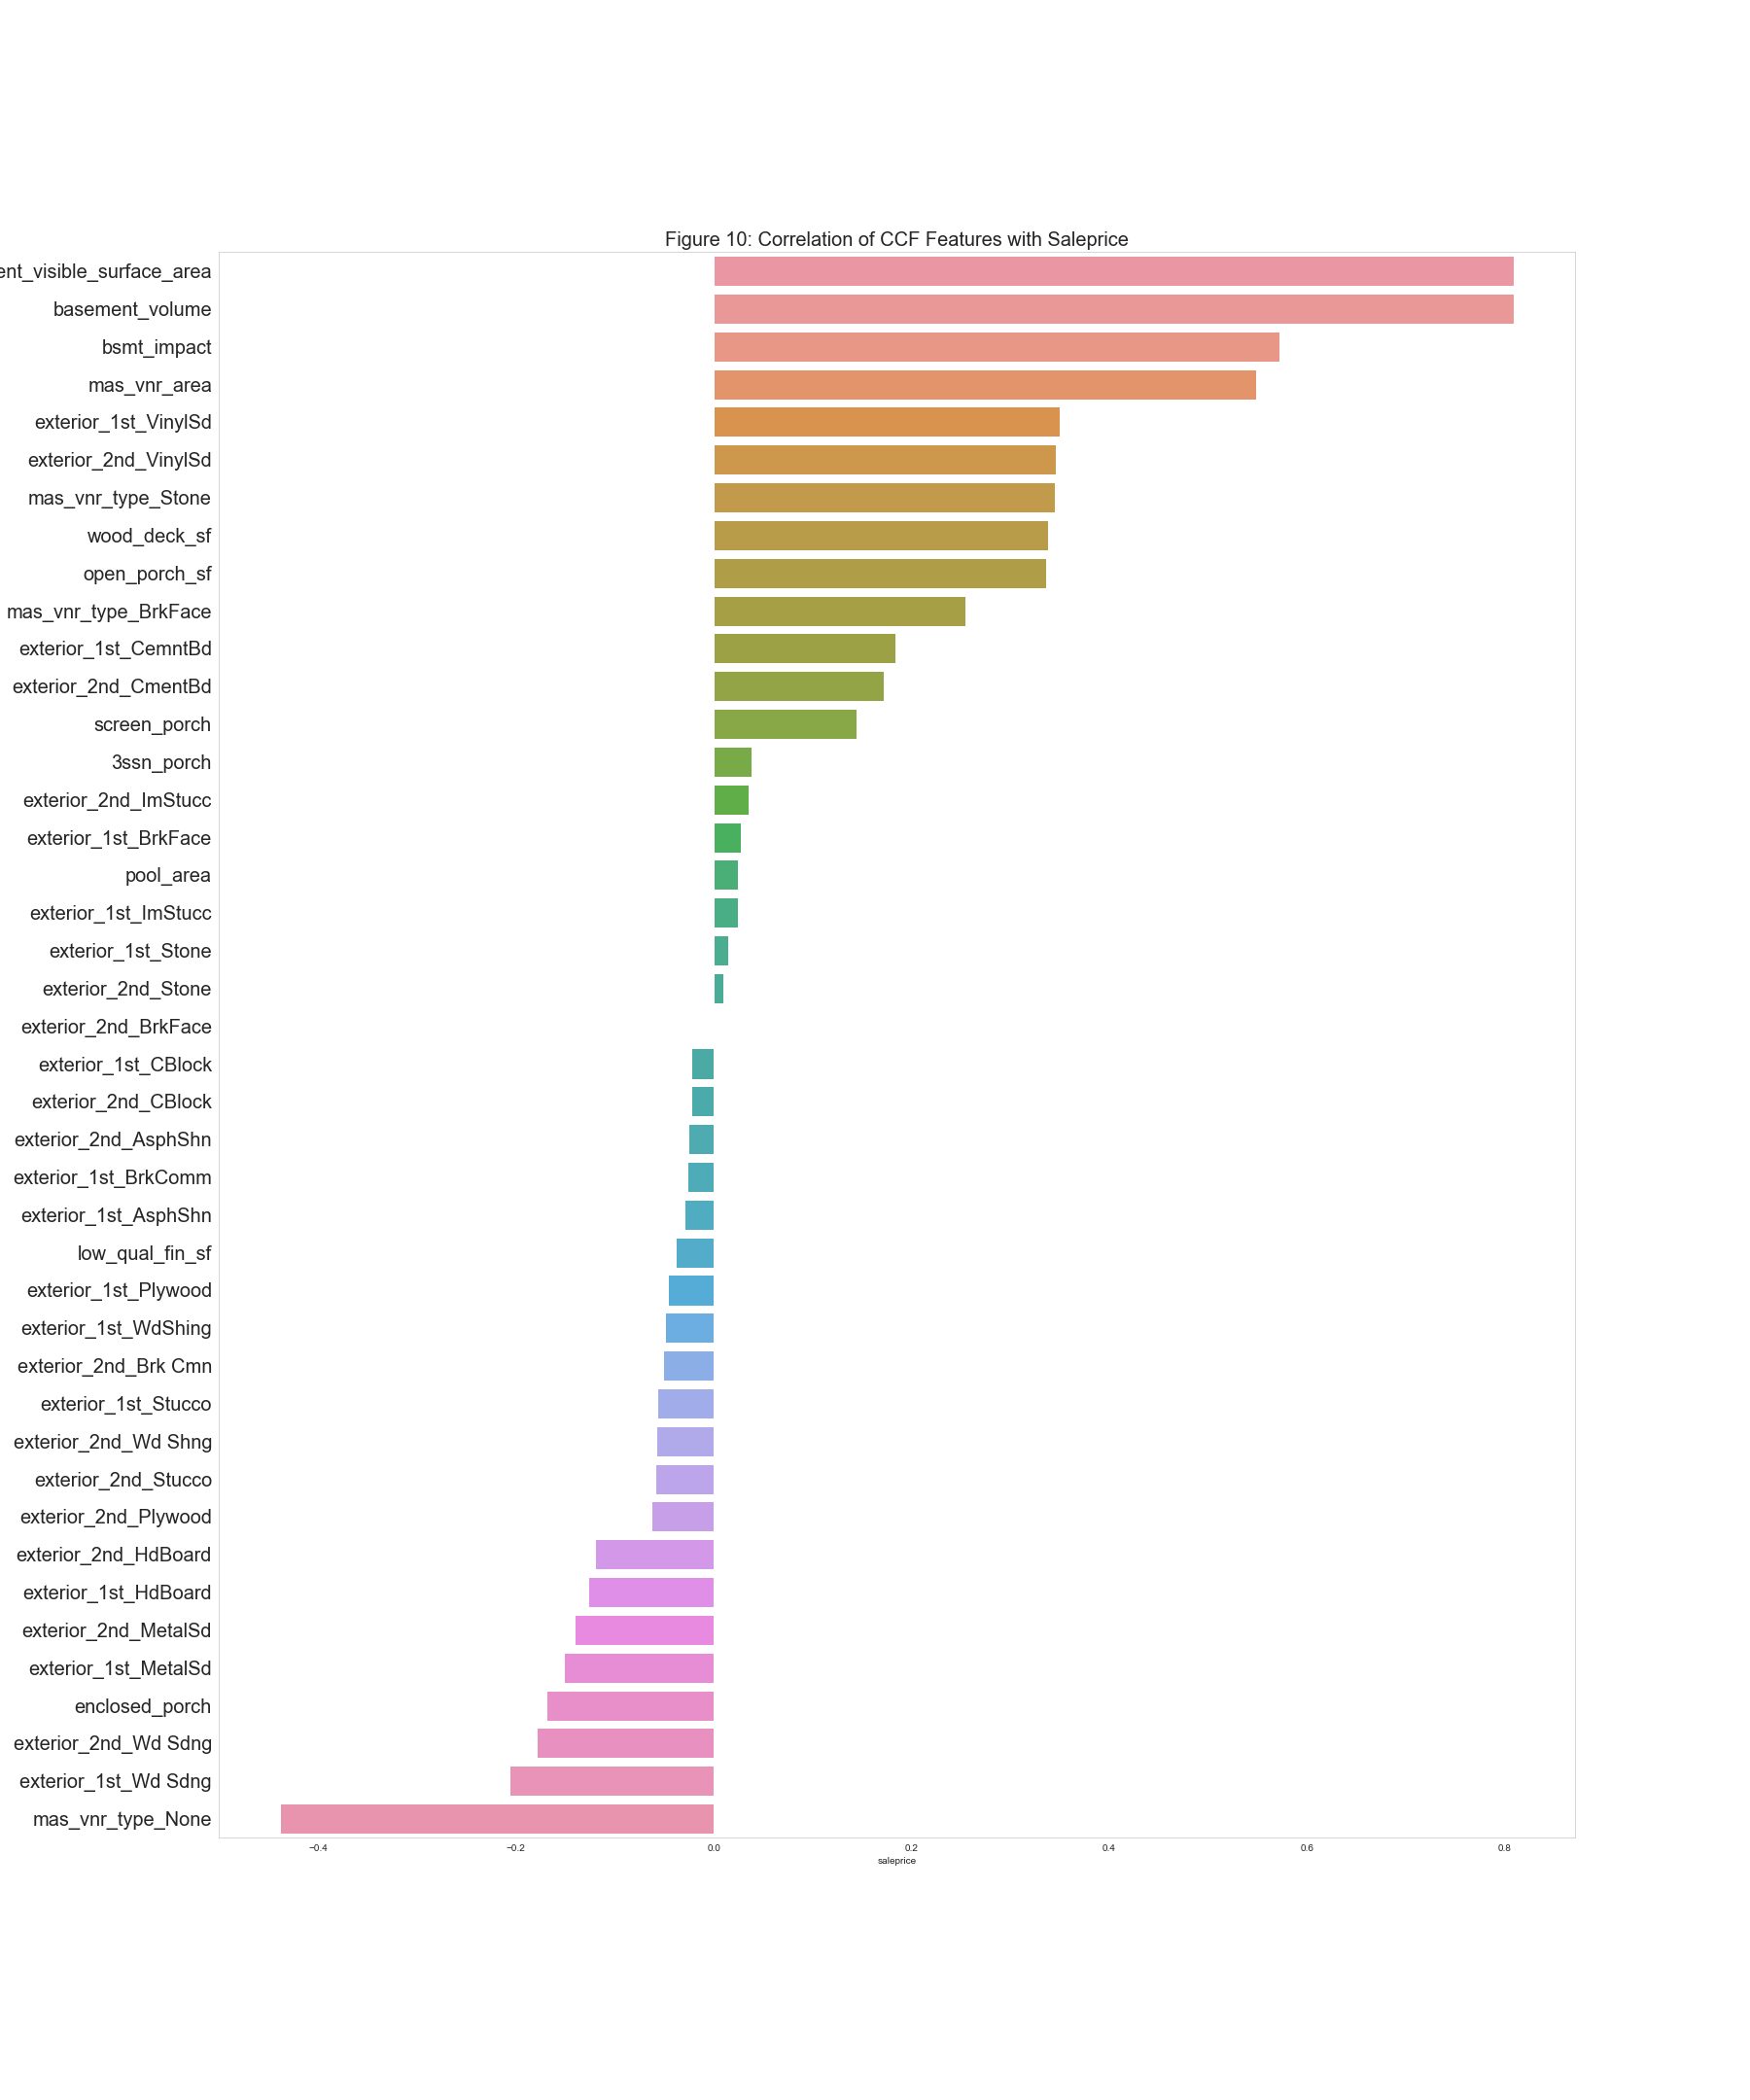 Figure 10: Correlation of CCF Features with Saleprice
ent_visible_surface_area
basement_volume
bsmt_impact
mas_vnr_area
exterior_1st_VinylSd
exterior_2nd_VinylSd
mas_vnr_type_Stone
wood_deck_sf
open_porch_sf
mas_vnr_type_BrkFace
exterior_1st_CemntBd
exterior_2nd_CmentBd
screen_porch
3ssn_porch
exterior_2nd_ImStucc
exterior_1st_BrkFace
pool_area
exterior_1st_ImStucc
exterior_1st_Stone
exterior_2nd_Stone
exterior_2nd_BrkFace
exterior_1st_CBlock
exterior_2nd_CBlock
exterior_2nd_AsphShn
exterior_1st_BrkComm
exterior_1st_AsphShn
low_qual_fin_sf
exterior_1st_Plywood
exterior_1st_WdShing
exterior_2nd_Brk Cmn
exterior_1st_Stucco
exterior_2nd_Wd Shng
exterior_2nd_Stucco
exterior_2nd_Plywood
exterior_2nd_HdBoard
exterior_1st_HdBoard
exterior_2nd_MetalSd
exterior_1st_MetalSd
enclosed_porch
exterior_2nd_Wd Sdng
exterior_1st_Wd Sdng
mas_vnr_type_None
−0.4 −0.2 0.0 0.2 0.4 0.6 0.8
saleprice